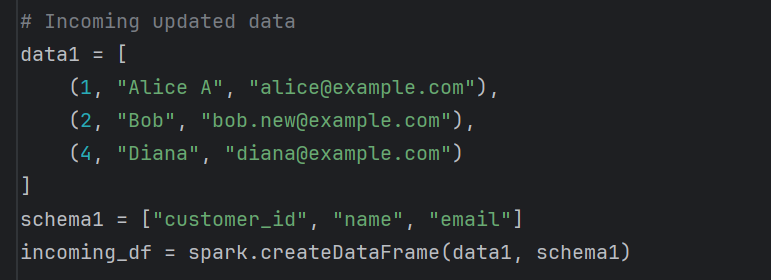 # Incoming updated data
data1 = [
    (1, "Alice A", "alice@example.com"),
    (2, "Bob", "bob.new@example.com"),
    (4, "Diana", "diana@example.com")
]
schema1 = ["customer_id", "name", "email"]
incoming_df = spark.createDataFrame(data1, schema1)